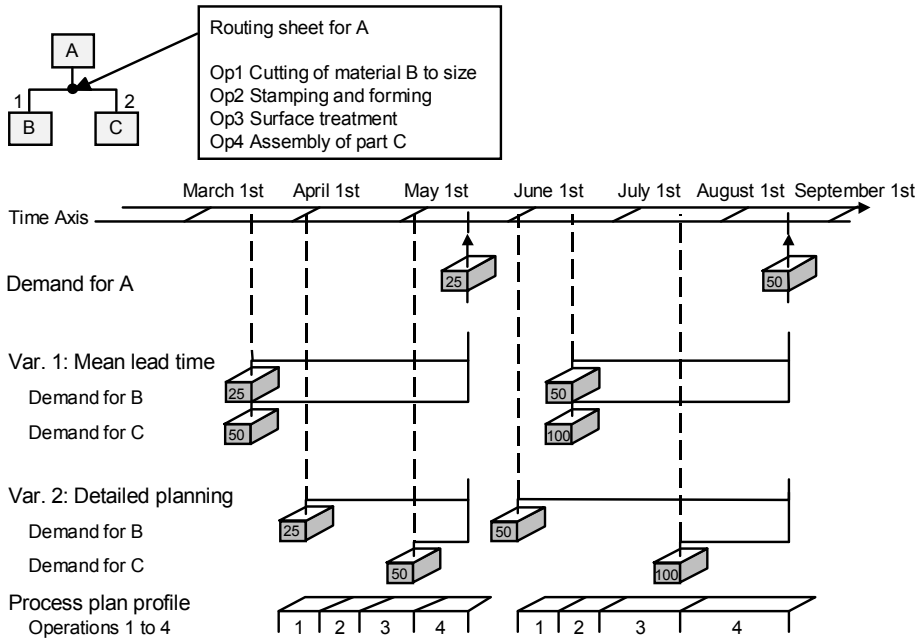 Routing sheet for A
A
Op1 Cutting of material B to size
Op2 Stamping and forming
Op3 Surface treatment
Op4 Assembly of part C
1 2
B C
March 1st April 1st May 1st June 1st July 1st August 1st September 1st
Time Axis
Demand for A
25 50
Var. 1: Mean lead time
25 50
Demand for B
Demand for C
50 100
Var. 2: Detailed planning
Demand for B
25 50
Demand for C
50 100
Process plan profile
Operations 1 to 4
1 2 3 4 1 2 3 4